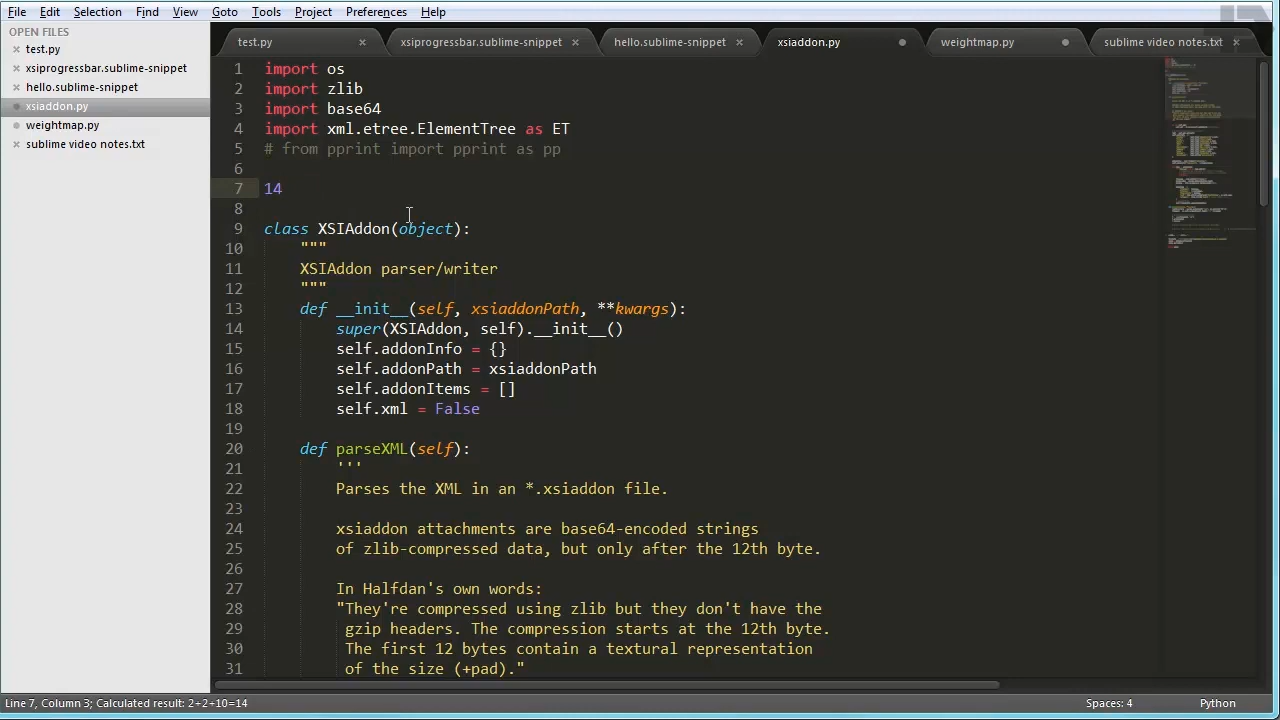 File Edit Selection Find View Goto Tools Project Preferences Help
OPEN FILES
test.py
xsiprogressbar.sublime-snippet
hello.sublime-snippet
xsiaddon.py
weightmap.py
sublime video notes.txt
test.py xsiprogressbar.sublime-snippet hello.sublime-snippet xsiaddon.py weightmap.py sublime video notes.txt
1 import os
2 import zlib
3 import base64
4 import xml.etree.ElementTree as ET
5 # from pprint import pprint as pp
6
7 14
8
9 class XSIAddon(object):
10 """
11 XSIAddon parser/writer
12 """
13 def __init__(self, xsiaddonPath, **kwargs):
14 super(XSIAddon, self).__init__()
15 self.addonInfo = {}
16 self.addonPath = xsiaddonPath
17 self.addonItems = []
18 self.xml = False
19
20 def parseXML(self):
21 '''
22 Parses the XML in an *.xsiaddon file.
23
24 xsiaddon attachments are base64-encoded strings
25 of zlib-compressed data, but only after the 12th byte.
26
27 In Halfdan's own words:
28 "They're compressed using zlib but they don't have the
29 gzip headers. The compression starts at the 12th byte.
30 The first 12 bytes contain a textural representation
31 of the size (+pad)."
Line 7, Column 3; Calculated result: 2+2+10=14 Spaces: 4 Python